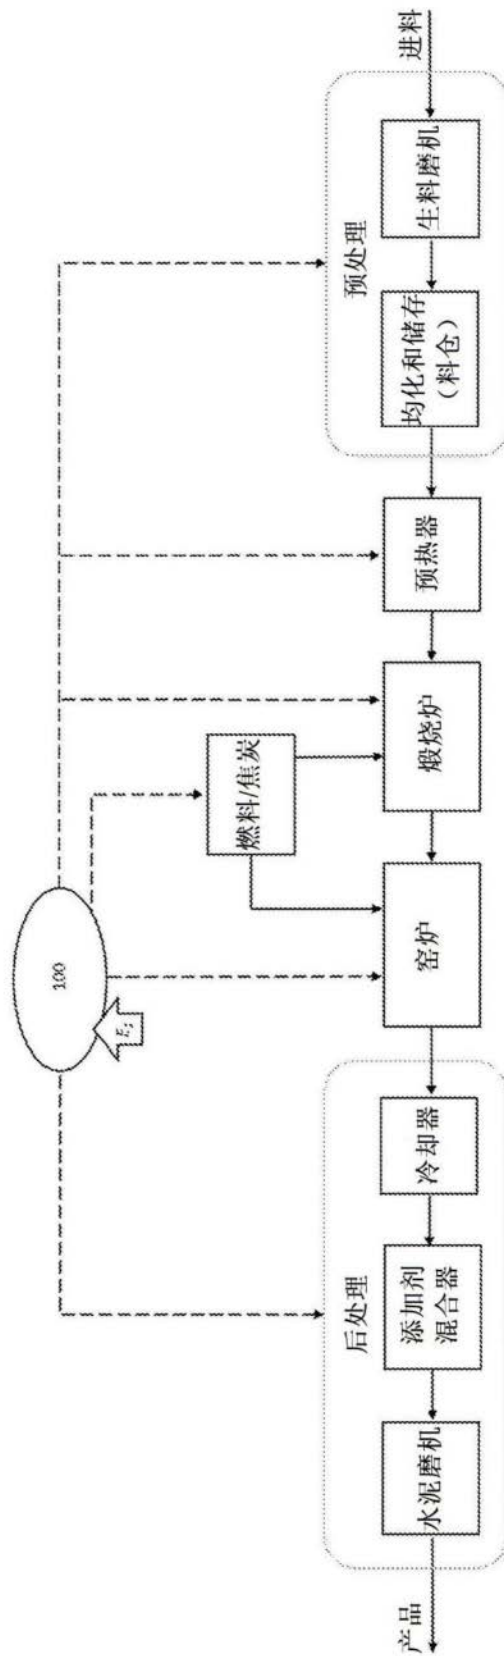 100
燃料/焦炭
后处理
预处理
产品
水泥磨机
添加剂
混合器
冷却器
窑炉
煅烧炉
预热器
均化和储存
（料仓）
生料磨机
进料